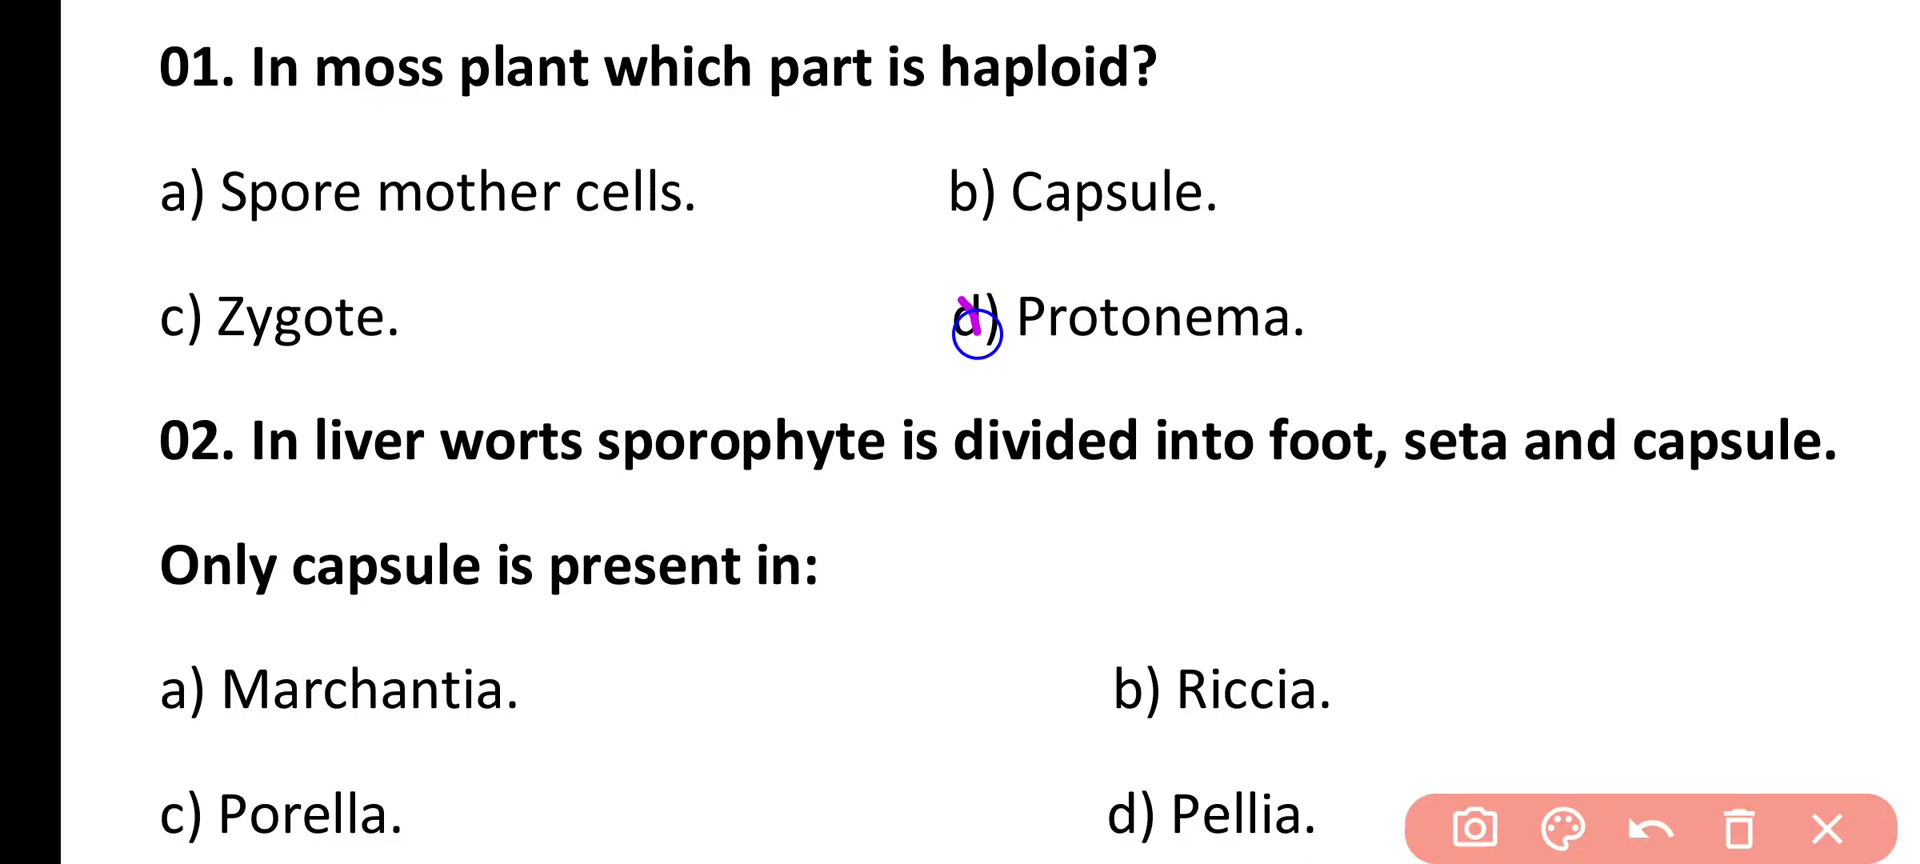 01. In moss plant which part is haploid?
a) Spore mother cells. b) Capsule.
c) Zygote. d) Protonema.
02. In liver worts sporophyte is divided into foot, seta and capsule.
Only capsule is present in:
a) Marchantia. b) Riccia.
c) Porella. d) Pellia.